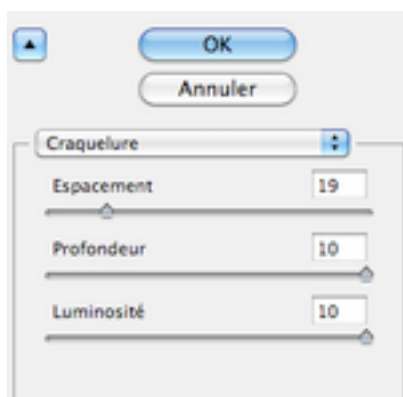 OK
Annuler
Craquelure
Espacement 19
Profondeur 10
Luminosité 10